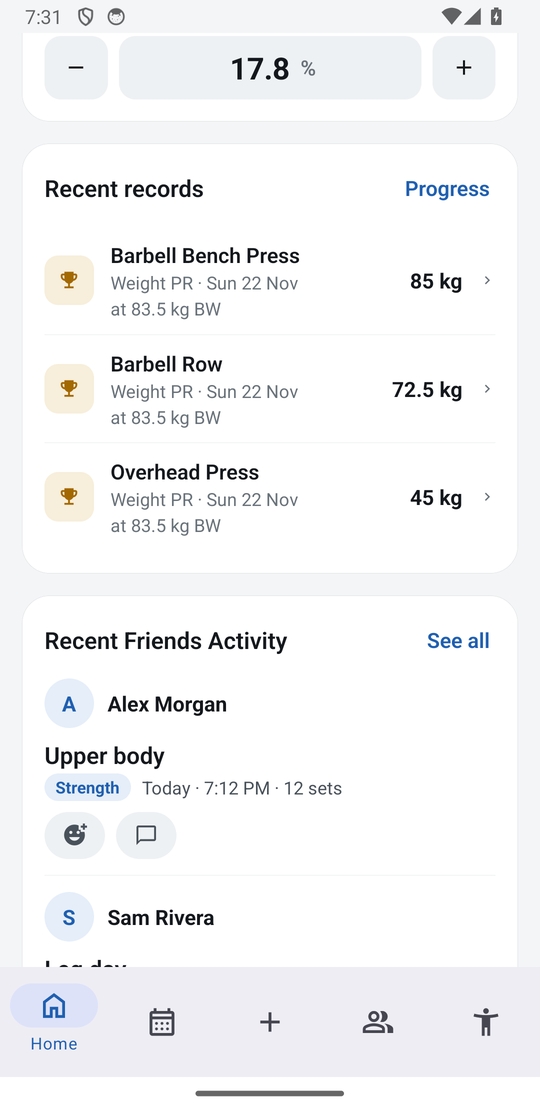 7:31
− 17.8 % +
Recent records Progress
Barbell Bench Press
Weight PR · Sun 22 Nov
at 83.5 kg BW
85 kg
Barbell Row
Weight PR · Sun 22 Nov
at 83.5 kg BW
72.5 kg
Overhead Press
Weight PR · Sun 22 Nov
at 83.5 kg BW
45 kg
Recent Friends Activity See all
A Alex Morgan
Upper body
Strength Today · 7:12 PM · 12 sets
S Sam Rivera
Leg day
Home